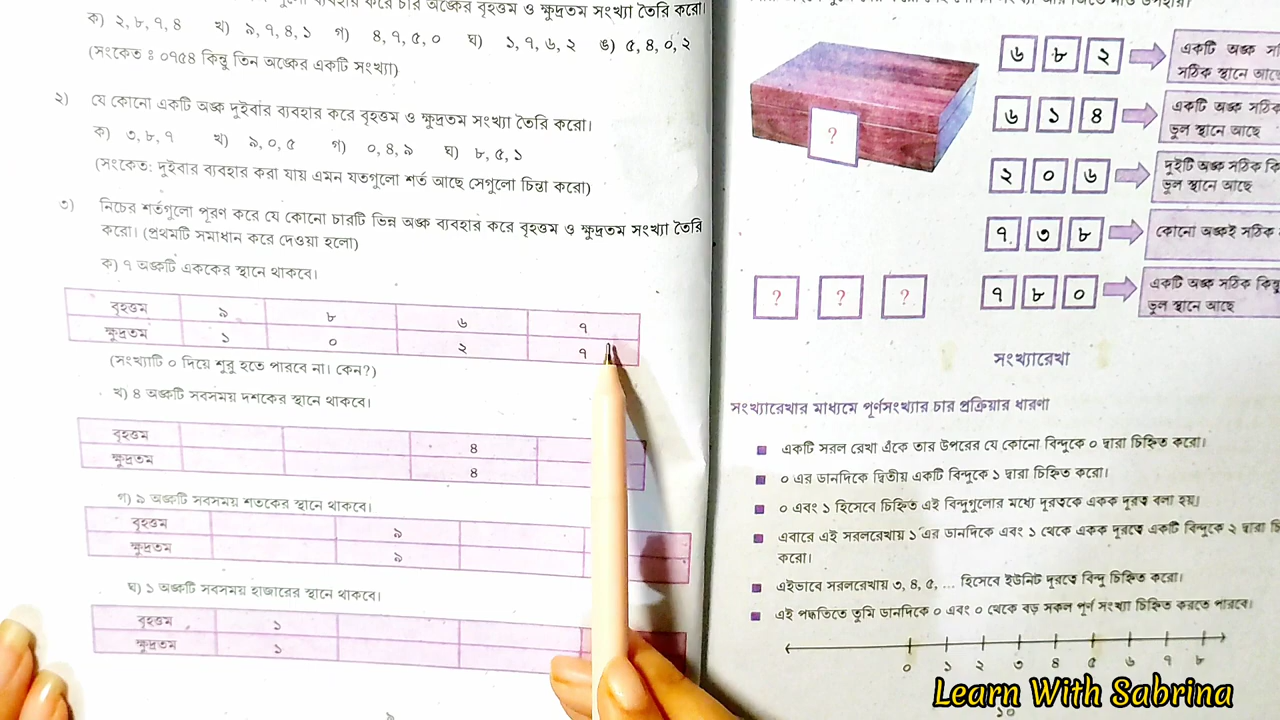 ব্যবহার করে চার অঙ্কের বৃহত্তম ও ক্ষুদ্রতম সংখ্যা তৈরি করো।
ক) ২, ৮, ৭, ৪ খ) ৯, ৭, ৪, ১ গ) ৪, ৭, ৫, ০ ঘ) ১, ৭, ৬, ২ ঙ) ৫, ৪, ০, ২
(সংকেত ঃ ০৭৫৪ কিন্তু তিন অঙ্কের একটি সংখ্যা)
২) যে কোনো একটি অঙ্ক দুইবার ব্যবহার করে বৃহত্তম ও ক্ষুদ্রতম সংখ্যা তৈরি করো।
ক) ৩, ৮, ৭ খ) ৯, ০, ৫ গ) ০, ৪, ৯ ঘ) ৮, ৫, ১
(সংকেত: দুইবার ব্যবহার করা যায় এমন যতগুলো শর্ত আছে সেগুলো চিন্তা করো)
৩) নিচের শর্তগুলো পূরণ করে যে কোনো চারটি ভিন্ন অঙ্ক ব্যবহার করে বৃহত্তম ও ক্ষুদ্রতম সংখ্যা তৈরি
করো। (প্রথমটি সমাধান করে দেওয়া হলো)
ক) ৭ অঙ্কটি এককের স্থানে থাকবে।
বৃহত্তম ৯ ৮ ৬ ৭
ক্ষুদ্রতম ১ ০ ২ ৭
(সংখ্যাটি ০ দিয়ে শুরু হতে পারবে না। কেন?)
খ) ৪ অঙ্কটি সবসময় দশকের স্থানে থাকবে।
বৃহত্তম ৪
ক্ষুদ্রতম ৪
গ) ৯ অঙ্কটি সবসময় শতকের স্থানে থাকবে।
বৃহত্তম ৯
ক্ষুদ্রতম ৯
ঘ) ১ অঙ্কটি সবসময় হাজারের স্থানে থাকবে।
বৃহত্তম ১
ক্ষুদ্রতম ১
৯
?
৬ ৮ ২ একটি অঙ্ক
সঠিক স্থানে আছে
৬ ১ ৪ একটি অঙ্ক সঠিক
ভুল স্থানে আছে
২ ০ ৬ দুইটি অঙ্ক সঠিক
ভুল স্থানে আছে
৭ ৩ ৮ কোনো অঙ্কই সঠিক
? ? ? ৭ ৮ ০ একটি অঙ্ক সঠিক কিন্তু
ভুল স্থানে আছে
সংখ্যারেখা
সংখ্যারেখার মাধ্যমে পূর্ণসংখ্যার চার প্রক্রিয়ার ধারণা
একটি সরল রেখা এঁকে তার উপরের যে কোনো বিন্দুকে ০ দ্বারা চিহ্নিত করো।
০ এর ডানদিকে দ্বিতীয় একটি বিন্দুকে ১ দ্বারা চিহ্নিত করো।
০ এবং ১ হিসেবে চিহ্নিত এই বিন্দুগুলোর মধ্যে দূরত্বকে একক দূরত্ব বলা হয়।
এবারে এই সরলরেখায় ১ এর ডানদিকে এবং ১ থেকে একক দূরত্বে একটি বিন্দুকে ২ দ্বারা
করো।
এইভাবে সরলরেখায় ৩, ৪, ৫, ... হিসেবে ইউনিট দূরত্বে বিন্দু চিহ্নিত করো।
এই পদ্ধতিতে তুমি ডানদিকে ০ এবং ০ থেকে বড় সকল পূর্ণ সংখ্যা চিহ্নিত করতে পারবে।
০ ১ ২ ৩ ৪ ৫ ৬ ৭ ৮
Learn With Sabrina
১০